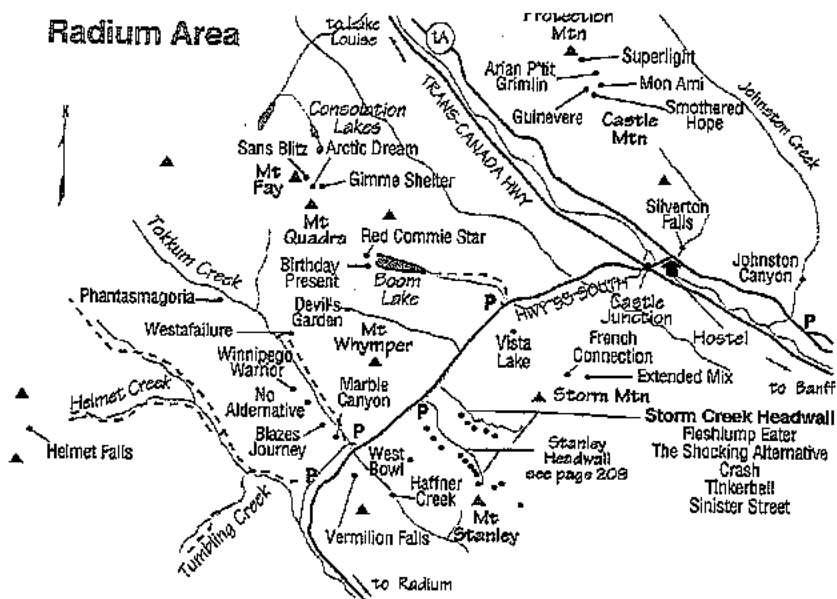 Radium Area
to Lake
Louise
1A
Protection
Mtn
Superlight
Arian P'tit
Grimlin
Mon Ami
Guinevere
Smothered
Hope
Castle
Mtn
Johnston Creek
TRANS-CANADA HWY
Consolation
Lakes
N
Sans Blitz
Arctic Dream
Mt
Fay
Gimme Shelter
Mt
Quadra
Silverton
Falls
Red Commie Star
Birthday
Present
Boom
Lake
Tokkum Creek
Phantasmagoria
Devil's
Garden
Mt
Whymper
P
HWY 93 SOUTH
Castle
Junction
Hostel
Johnston
Canyon
P
to Banff
Westafailure
Winnipego
Warrior
Vista
Lake
French
Connection
Extended Mix
Storm Mtn
Helmet Creek
No
Alderative
Marble
Canyon
Blazes
Journey
P
P
P
Helmet Falls
West
Bowl
Haffner
Creek
Stanley
Headwall
see page 209
Storm Creek Headwall
Fleshlump Eater
The Shocking Alternative
Crash
Tinkerbell
Sinister Street
Tumbling Creek
Vermilion Falls
Mt
Stanley
to Radium